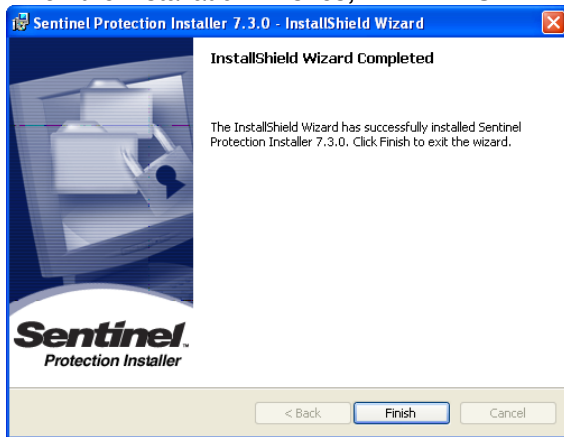 Sentinel Protection Installer 7.3.0 - InstallShield Wizard
InstallShield Wizard Completed
The InstallShield Wizard has successfully installed Sentinel
Protection Installer 7.3.0. Click Finish to exit the wizard.
Sentinel™
Protection Installer
< Back
Finish
Cancel